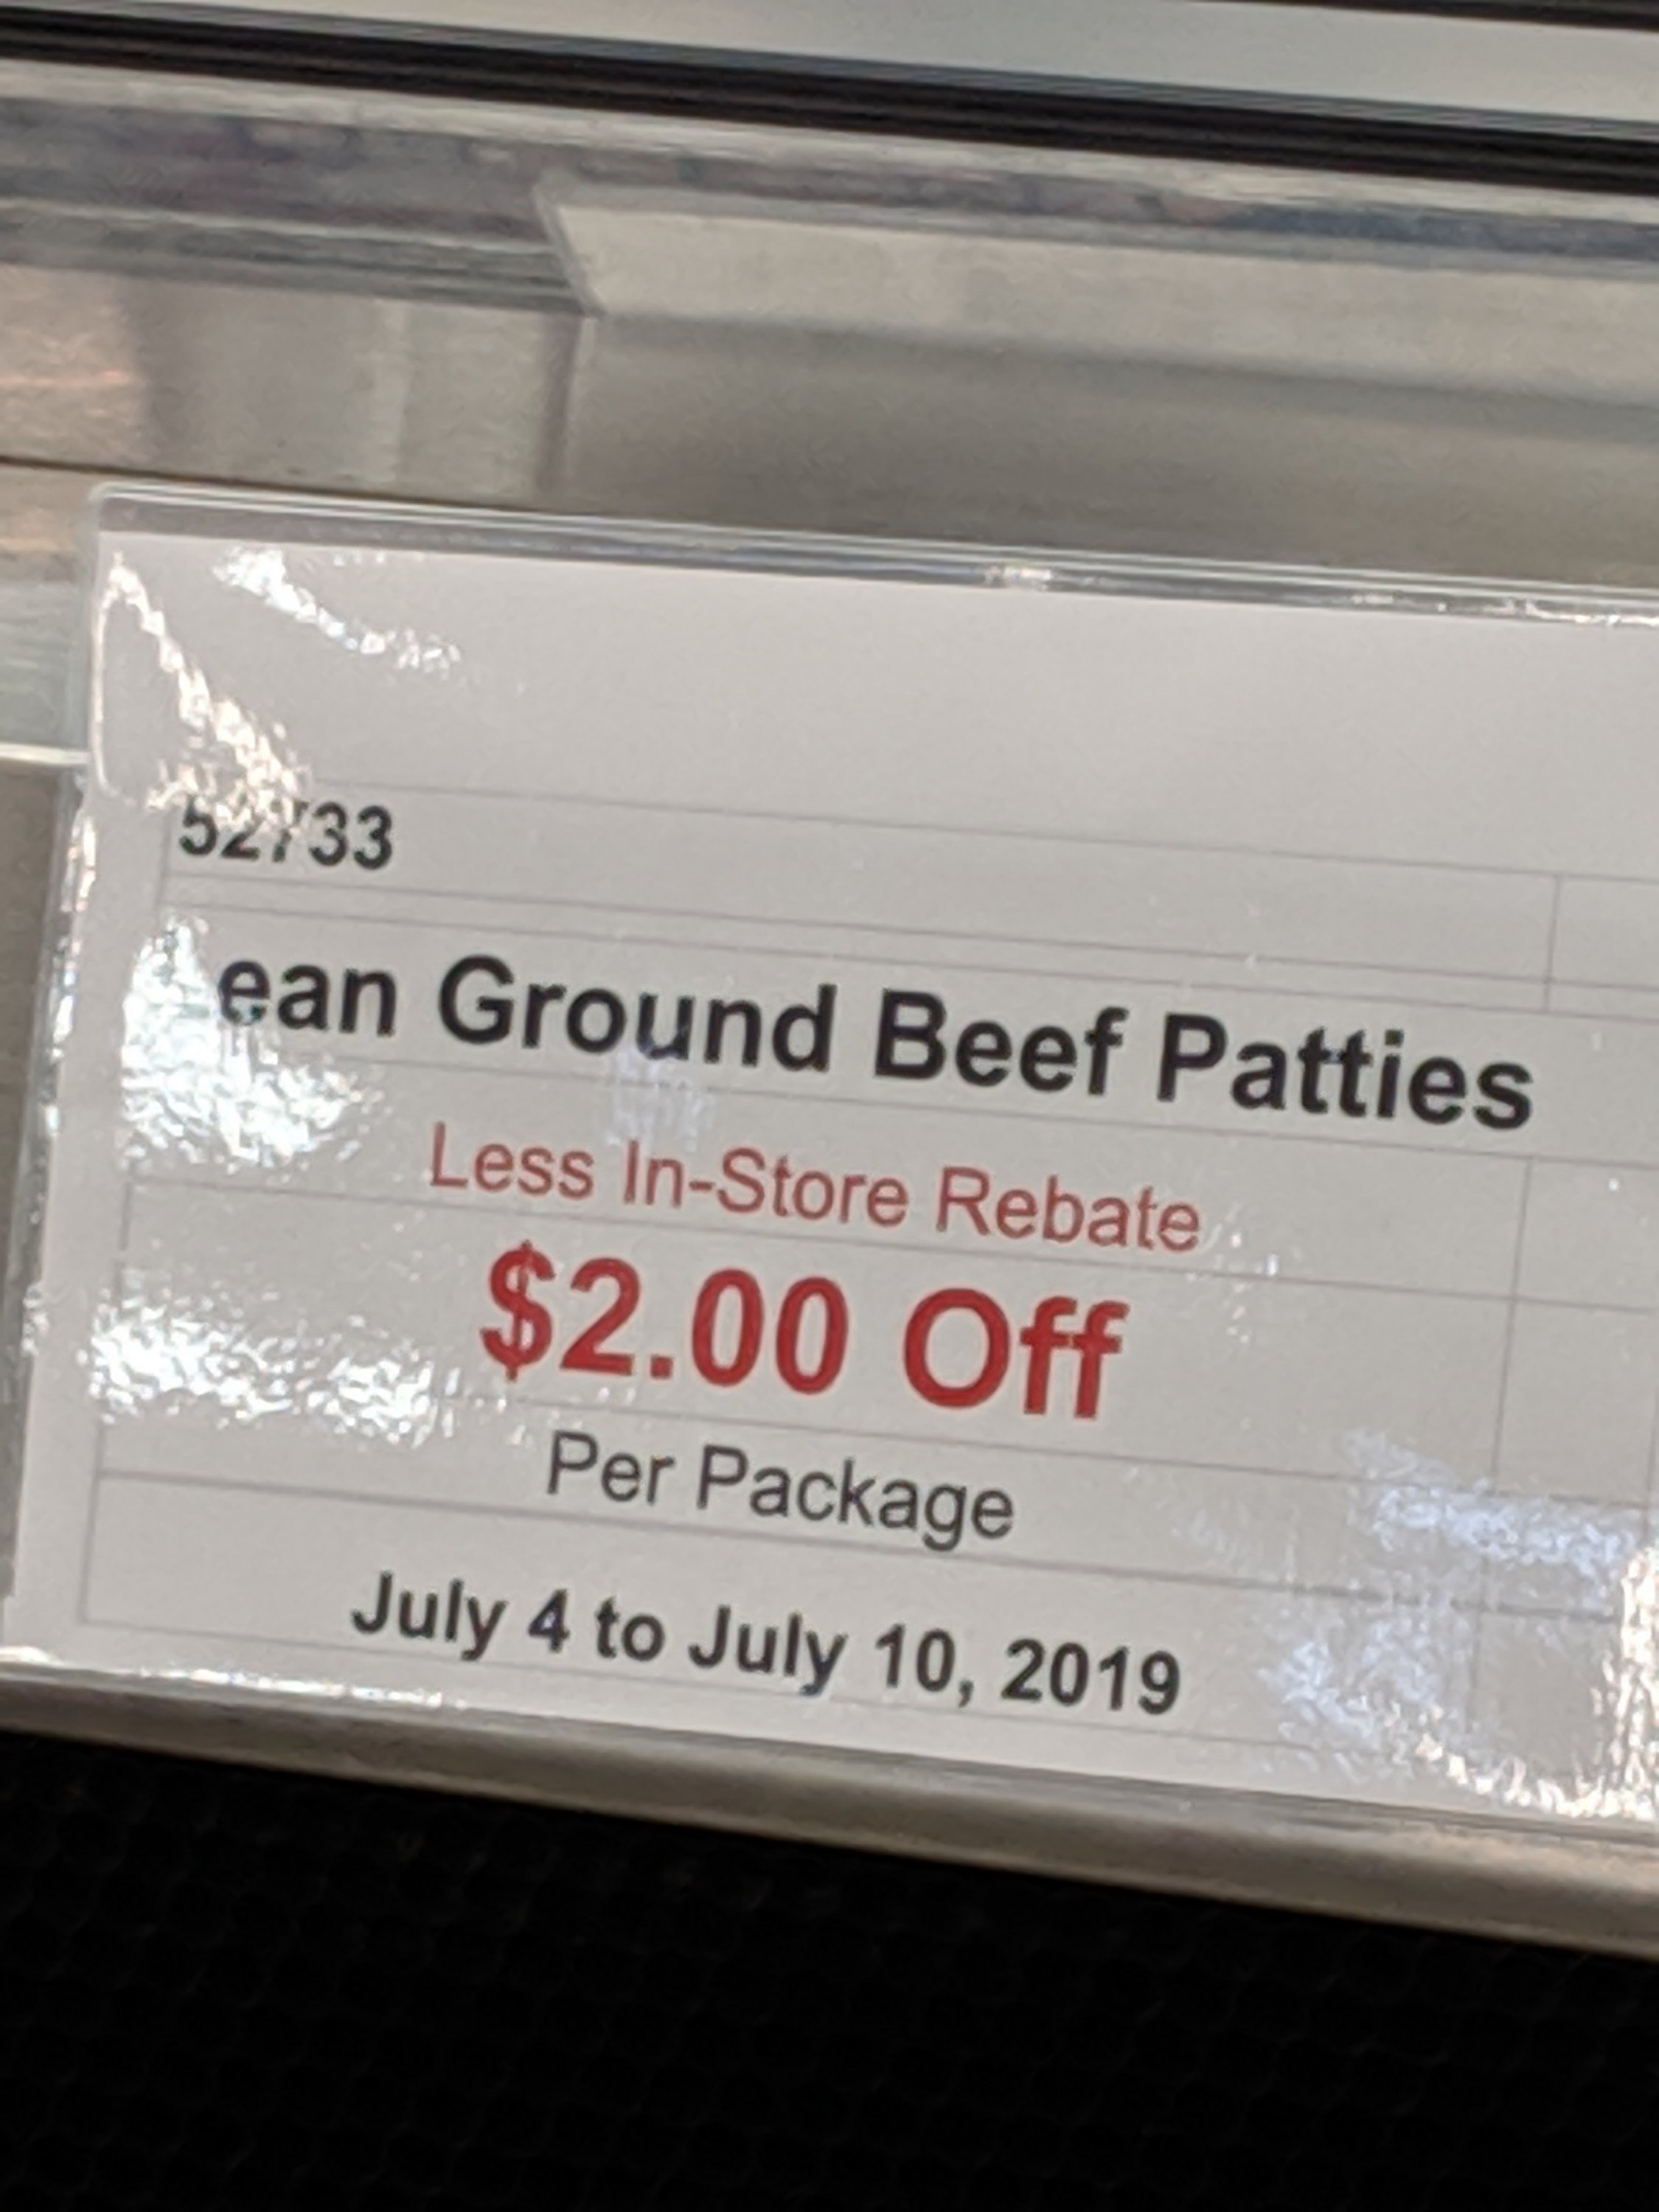 52733
ean Ground Beef Patties
Less In-Store Rebate
$2.00 Off
Per Package
July 4 to July 10, 2019